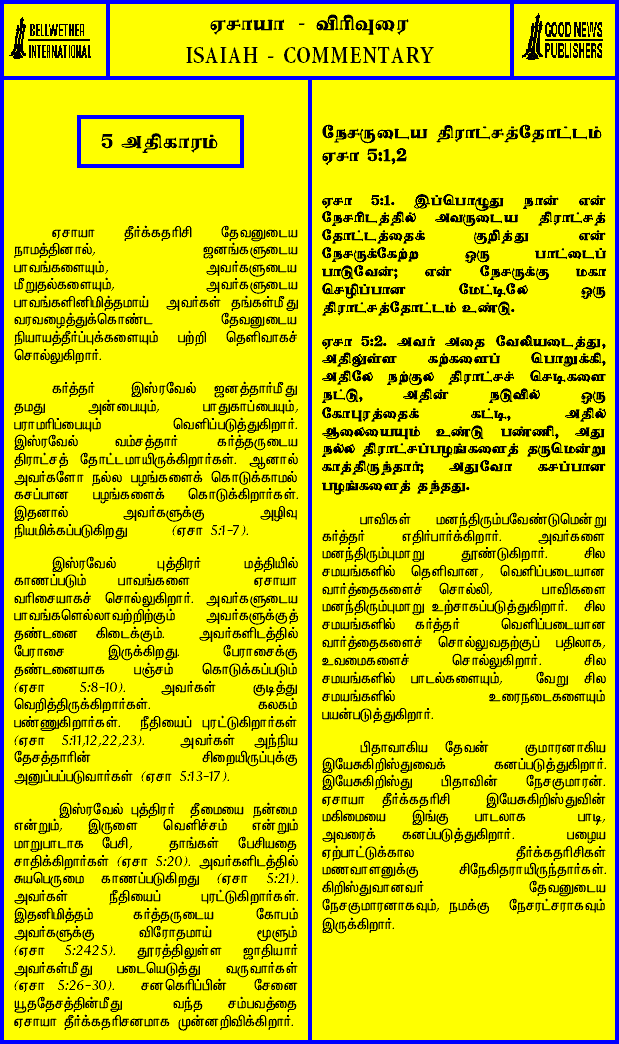 BELLWETHER
INTERNATIONAL
ஏசாயா - விரிவுரை
ISAIAH - COMMENTARY
GOOD NEWS
PUBLISHERS
5 அதிகாரம்
ஏசாயா தீர்க்கதரிசி தேவனுடைய
நாமத்தினால், ஜனங்களுடைய
பாவங்களையும், அவர்களுடைய
மீறுதல்களையும், அவர்களுடைய
பாவங்களினிமித்தமாய் அவர்கள் தங்கள்மீது
வரவழைத்துக்கொண்ட தேவனுடைய
நியாயத்தீர்ப்புக்களையும் பற்றி தெளிவாகச்
சொல்லுகிறார்.
கர்த்தர் இஸ்ரவேல் ஜனத்தார்மீது
தமது அன்பையும், பாதுகாப்பையும்,
பராமரிப்பையும் வெளிப்படுத்துகிறார்.
இஸ்ரவேல் வம்சத்தார் கர்த்தருடைய
திராட்சத் தோட்டமாயிருக்கிறார்கள். ஆனால்
அவர்களோ நல்ல பழங்களைக் கொடுக்காமல்
கசப்பான பழங்களைக் கொடுக்கிறார்கள்.
இதனால் அவர்களுக்கு அழிவு
நியமிக்கப்படுகிறது (ஏசா 5:1-7).
இஸ்ரவேல் புத்திரர் மத்தியில்
காணப்படும் பாவங்களை ஏசாயா
வரிசையாகச் சொல்லுகிறார். அவர்களுடைய
பாவங்களெல்லாவற்றிற்கும் அவர்களுக்குத்
தண்டனை கிடைக்கும். அவர்களிடத்தில்
பேராசை இருக்கிறது. பேராசைக்கு
தண்டனையாக பஞ்சம் கொடுக்கப்படும்
(ஏசா 5:8-10). அவர்கள் குடித்து
வெறித்திருக்கிறார்கள். கலகம்
பண்ணுகிறார்கள். நீதியைப் புரட்டுகிறார்கள்
(ஏசா 5:11,12,22,23). அவர்கள் அந்நிய
தேசத்தாரின் சிறையிருப்புக்கு
அனுப்பப்படுவார்கள் (ஏசா 5:13-17).
இஸ்ரவேல் புத்திரர் தீமையை நன்மை
என்றும், இருளை வெளிச்சம் என்றும்
மாறுபாடாக பேசி, தாங்கள் பேசியதை
சாதிக்கிறார்கள் (ஏசா 5:20). அவர்களிடத்தில்
சுயபெருமை காணப்படுகிறது (ஏசா 5:21).
அவர்கள் நீதியைப் புரட்டுகிறார்கள்.
இதனிமித்தம் கர்த்தருடைய கோபம்
அவர்களுக்கு விரோதமாய் மூளும்
(ஏசா 5:2425). தூரத்திலுள்ள ஜாதியார்
அவர்கள்மீது படையெடுத்து வருவார்கள்
(ஏசா 5:26-30). சனகெரிப்பின் சேனை
யூததேசத்தின்மீது வந்த சம்பவத்தை
ஏசாயா தீர்க்கதரிசனமாக முன்னறிவிக்கிறார்.
நேசருடைய திராட்சத்தோட்டம்
ஏசா 5:1,2
ஏசா 5:1. இப்பொழுது நான் என்
நேசரிடத்தில் அவருடைய திராட்சத்
தோட்டத்தைக் குறித்து என்
நேசருக்கேற்ற ஒரு பாட்டைப்
பாடுவேன்; என் நேசருக்கு மகா
செழிப்பான மேட்டிலே ஒரு
திராட்சத்தோட்டம் உண்டு.
ஏசா 5:2. அவர் அதை வேலியடைத்து,
அதிலுள்ள கற்களைப் பொறுக்கி,
அதிலே நற்குல திராட்சச் செடிகளை
நட்டு, அதின் நடுவில் ஒரு
கோபுரத்தைக் கட்டி, அதில்
ஆலையையும் உண்டு பண்ணி, அது
நல்ல திராட்சப்பழங்களைத் தருமென்று
காத்திருந்தார்; அதுவோ கசப்பான
பழங்களைத் தந்தது.
பாவிகள் மனந்திரும்பவேண்டுமென்று
கர்த்தர் எதிர்பார்க்கிறார். அவர்களை
மனந்திரும்புமாறு தூண்டுகிறார். சில
சமயங்களில் தெளிவான, வெளிப்படையான
வார்த்தைகளைச் சொல்லி, பாவிகளை
மனந்திரும்புமாறு உற்சாகப்படுத்துகிறார். சில
சமயங்களில் கர்த்தர் வெளிப்படையான
வார்த்தைகளைச் சொல்லுவதற்குப் பதிலாக,
உவமைகளைச் சொல்லுகிறார். சில
சமயங்களில் பாடல்களையும், வேறு சில
சமயங்களில் உரைநடைகளையும்
பயன்படுத்துகிறார்.
பிதாவாகிய தேவன் குமாரனாகிய
இயேசுகிறிஸ்துவைக் கனப்படுத்துகிறார்.
இயேசுகிறிஸ்து பிதாவின் நேசகுமாரன்.
ஏசாயா தீர்க்கதரிசி இயேசுகிறிஸ்துவின்
மகிமையை இங்கு பாடலாக பாடி,
அவரைக் கனப்படுத்துகிறார். பழைய
ஏற்பாட்டுக்கால தீர்க்கதரிசிகள்
மணவாளனுக்கு சிநேகிதராயிருந்தார்கள்.
கிறிஸ்துவானவர் தேவனுடைய
நேசகுமாரனாகவும், நமக்கு நேசரட்சராகவும்
இருக்கிறார்.